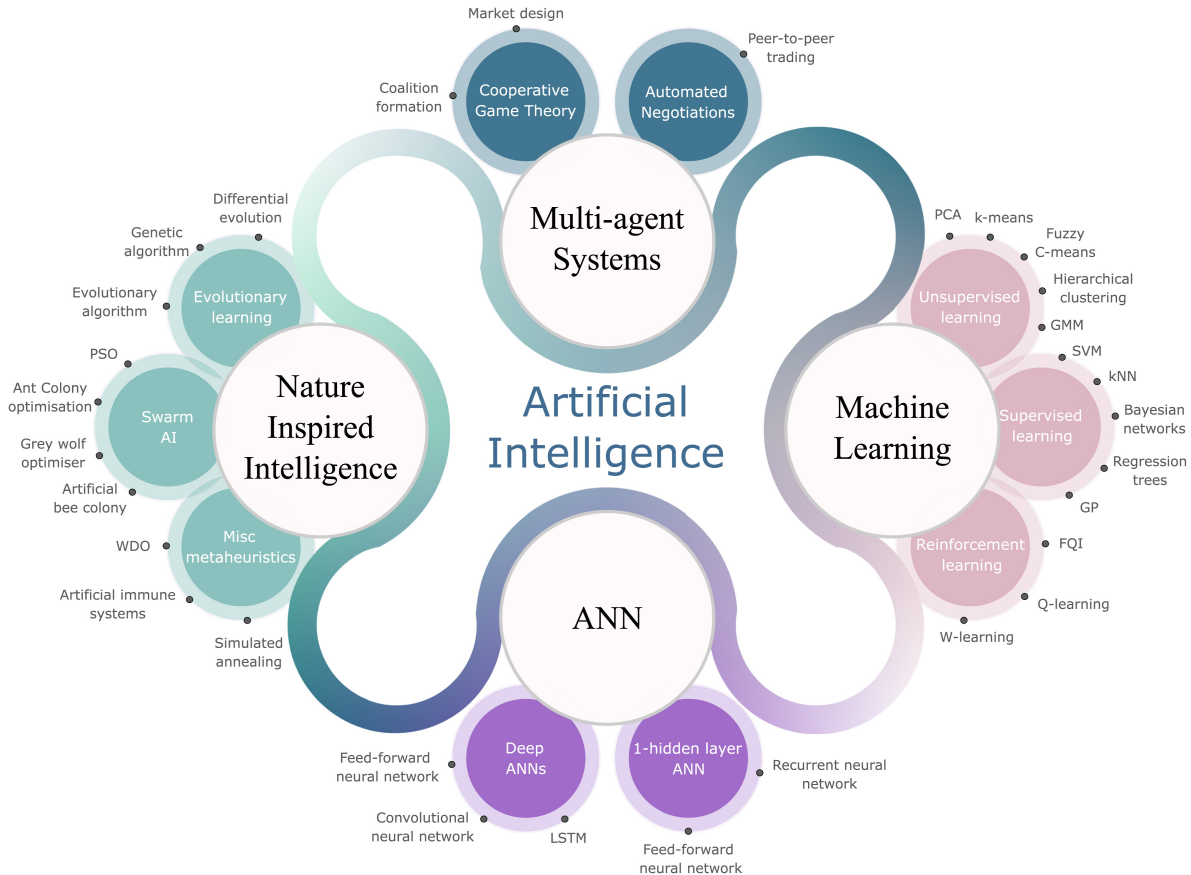 Market design
Coalition
formation
Cooperative
Game Theory
Automated
Negotiations
Peer-to-peer
trading
Multi-agent
Systems
Differential
evolution
Genetic
algorithm
Evolutionary
algorithm
Evolutionary
learning
PSO
Ant Colony
optimisation
Grey wolf
optimiser
Artificial
bee colony
Swarm
AI
WDO
Artificial immune
systems
Simulated
annealing
Misc
metaheuristics
Nature
Inspired
Intelligence
Artificial
Intelligence
Machine
Learning
PCA
k-means
Fuzzy
C-means
Hierarchical
clustering
GMM
Unsupervised
learning
SVM
kNN
Bayesian
networks
Regression
trees
GP
Supervised
learning
FQI
Q-learning
W-learning
Reinforcement
learning
ANN
Deep
ANNs
Feed-forward
neural network
Convolutional
neural network
LSTM
1-hidden layer
ANN
Recurrent neural
network
Feed-forward
neural network